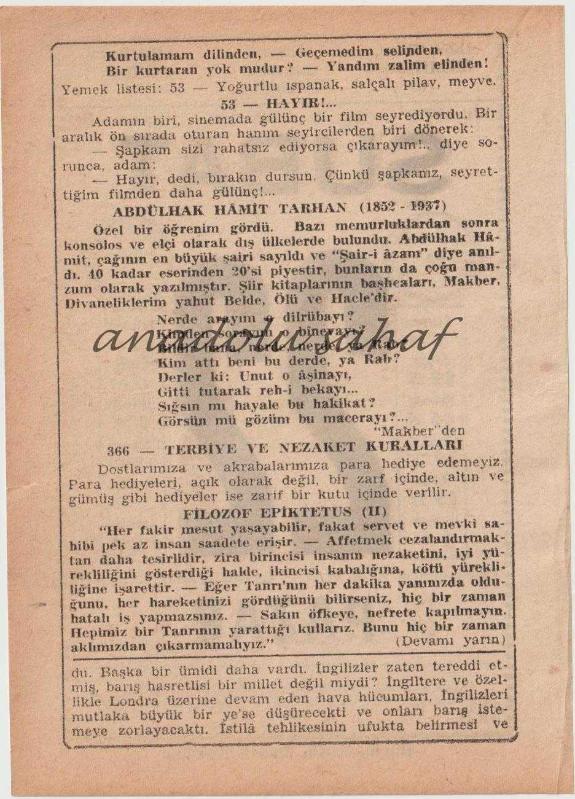 Kurtulamam dilinden, — Geçemedim selinden,
Bir kurtaran yok mudur? — Yandım zalim elinden!
Yemek listesi: 53 — Yoğurtlu ıspanak, salçalı pilav, meyve.
53 — HAYIR!...
Adamın biri, sinemada gülünç bir film seyrediyordu. Bir
aralık ön sırada oturan hanım seyircilerden biri dönerek:
— Şapkam sizi rahatsız ediyorsa çıkarayım!.. diye so-
runca, adam:
— Hayır, dedi, bırakın dursun. Çünkü şapkanız, seyret-
tiğim filmden daha gülünç!...
ABDÜLHAK HÂMİT TARHAN (1852 - 1937)
Özel bir öğrenim gördü. Bazı memurluklardan sonra
konsolos ve elçi olarak dış ülkelerde bulundu. Abdülhak Hâ-
mit, çağının en büyük şairi sayıldı ve "Şair-i âzam" diye anıl-
dı. 40 kadar eserinden 20'si piyestir, bunların da çoğu man-
zum olarak yazılmıştır. Şiir kitaplarının başlıcaları, Makber,
Divaneliklerim yahut Belde, Ölü ve Hacle'dir.
Nerde arayım o dilrübayı?
anadolu sahaf
Kim attı beni bu derde, ya Rab?
Derler ki: Unut o âşinayı,
Gitti tutarak reh-i bekayı...
Sığsın mı hayale bu hakikat?
Görsün mü gözüm bu macerayı?...
"Makber"den
366 — TERBİYE VE NEZAKET KURALLARI
Dostlarımıza ve akrabalarımıza para hediye edemeyiz.
Para hediyeleri, açık olarak değil, bir zarf içinde, altın ve
gümüş gibi hediyeler ise zarif bir kutu içinde verilir.
FİLOZOF EPİKTETUS (II)
"Her fakir mesut yaşayabilir, fakat servet ve mevki sa-
hibi pek az insan saadete erişir. — Affetmek cezalandırmak-
tan daha tesirlidir, zira birincisi insanın nezaketini, iyi yü-
rekliliğini gösterdiği halde, ikincisi kabalığına, kötü yürekli-
liğine işarettir. — Eğer Tanrı'nın her dakika yanınızda oldu-
ğunu, her hareketinizi gördüğünü bilirseniz, hiç bir zaman
hatalı iş yapmazsınız. — Sakın öfkeye, nefrete kapılmayın.
Hepimiz bir Tanrının yarattığı kullarız. Bunu hiç bir zaman
aklımızdan çıkarmamalıyız." (Devamı yarın)
du. Başka bir ümidi daha vardı. İngilizler zaten tereddi et-
miş, barış hasretlisi bir millet değil miydi? İngiltere ve özel-
likle Londra üzerine devam eden hava hücumları, İngilizleri
mutlaka büyük bir ye'se düşürecekti ve onları barış iste-
meye zorlayacaktı. İstilâ tehlikesinin ufukta belirmesi ve